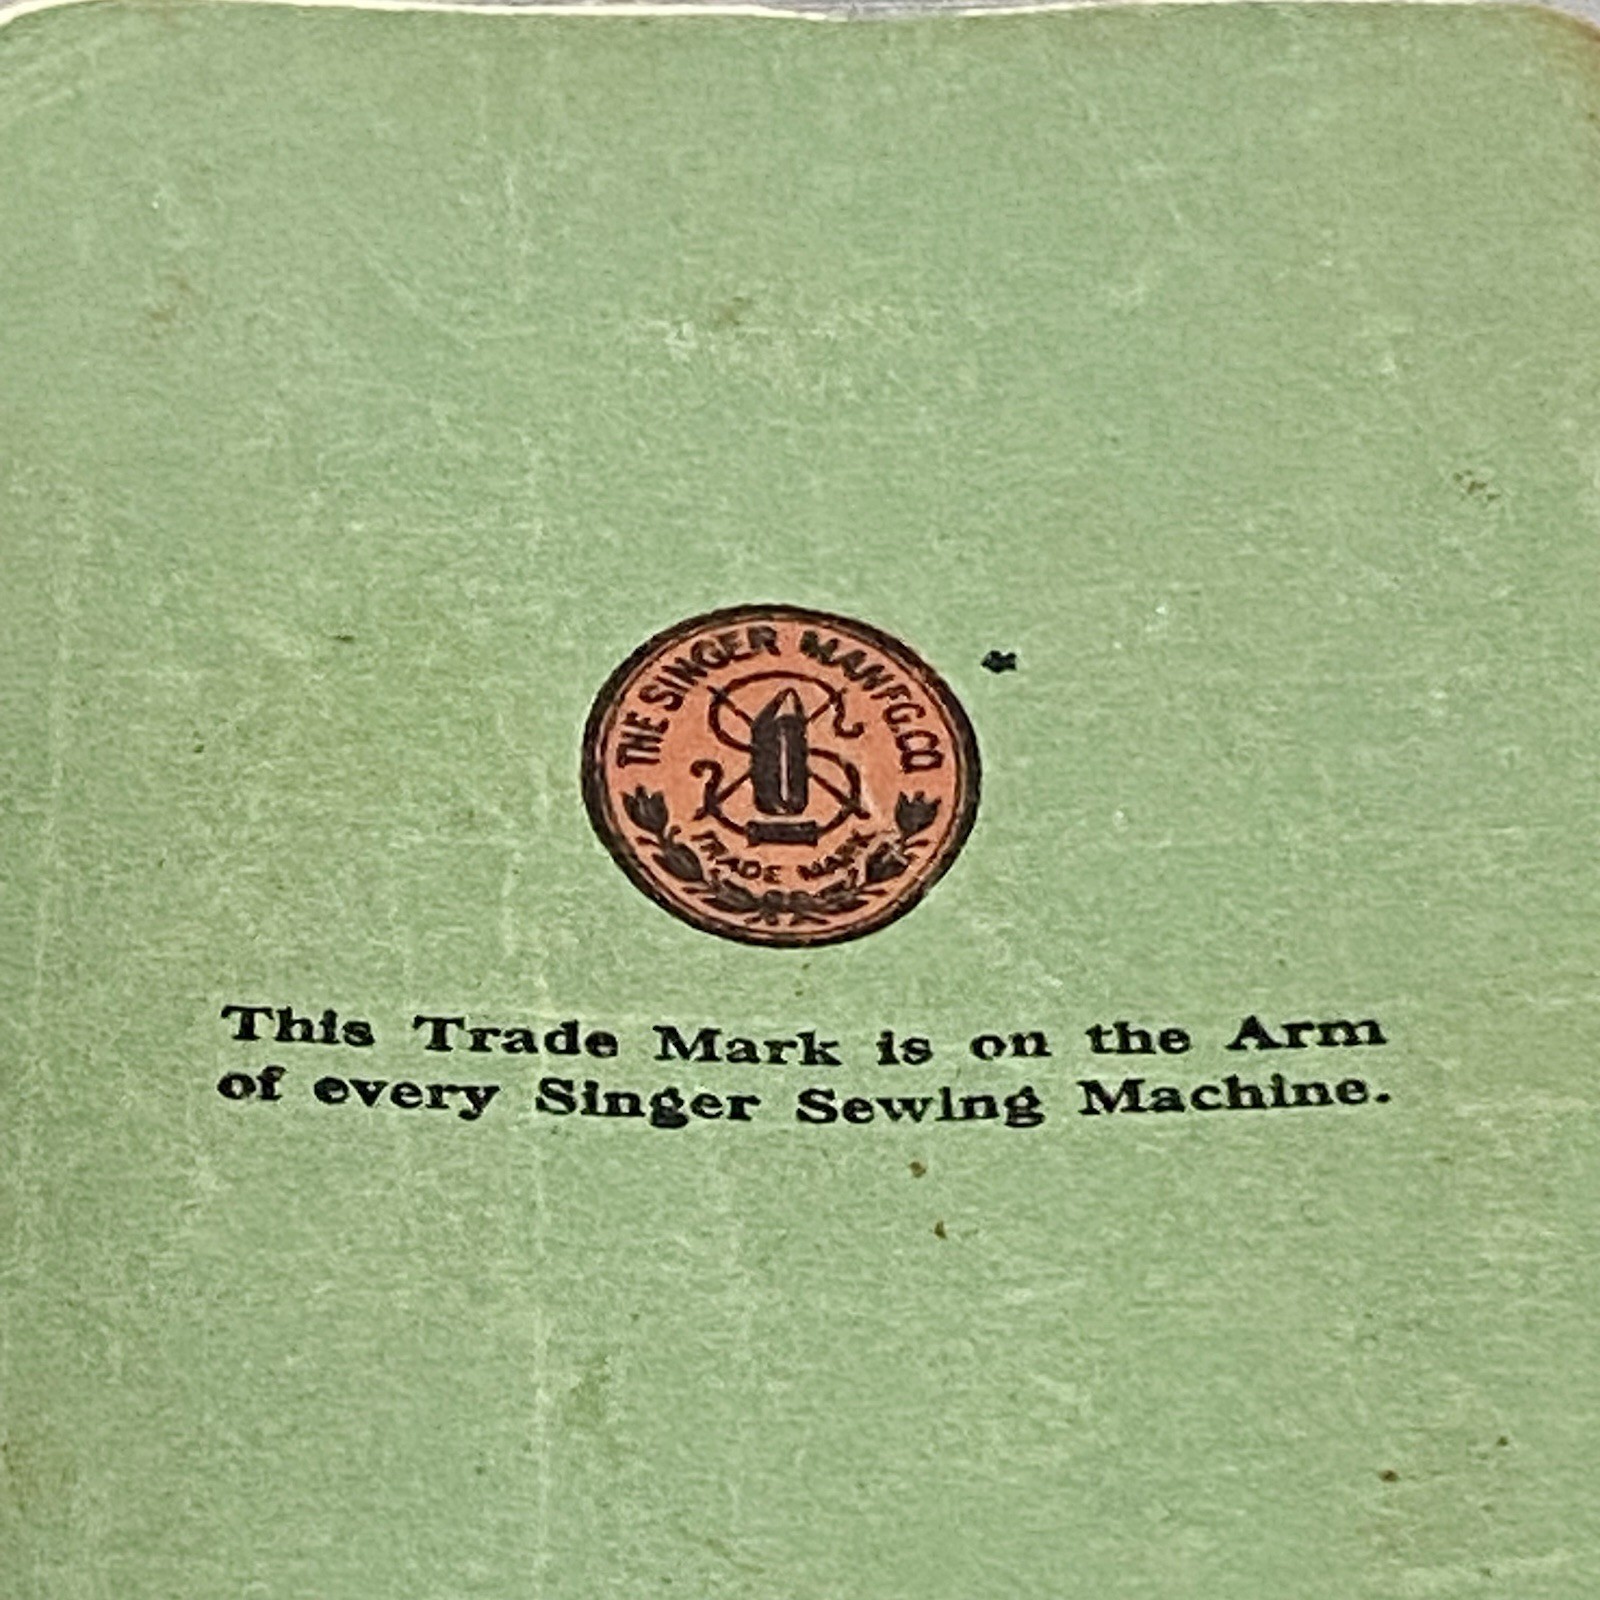 THE SINGER MANFG. CO
TRADE MARK
This Trade Mark is on the Arm
of every Singer Sewing Machine.